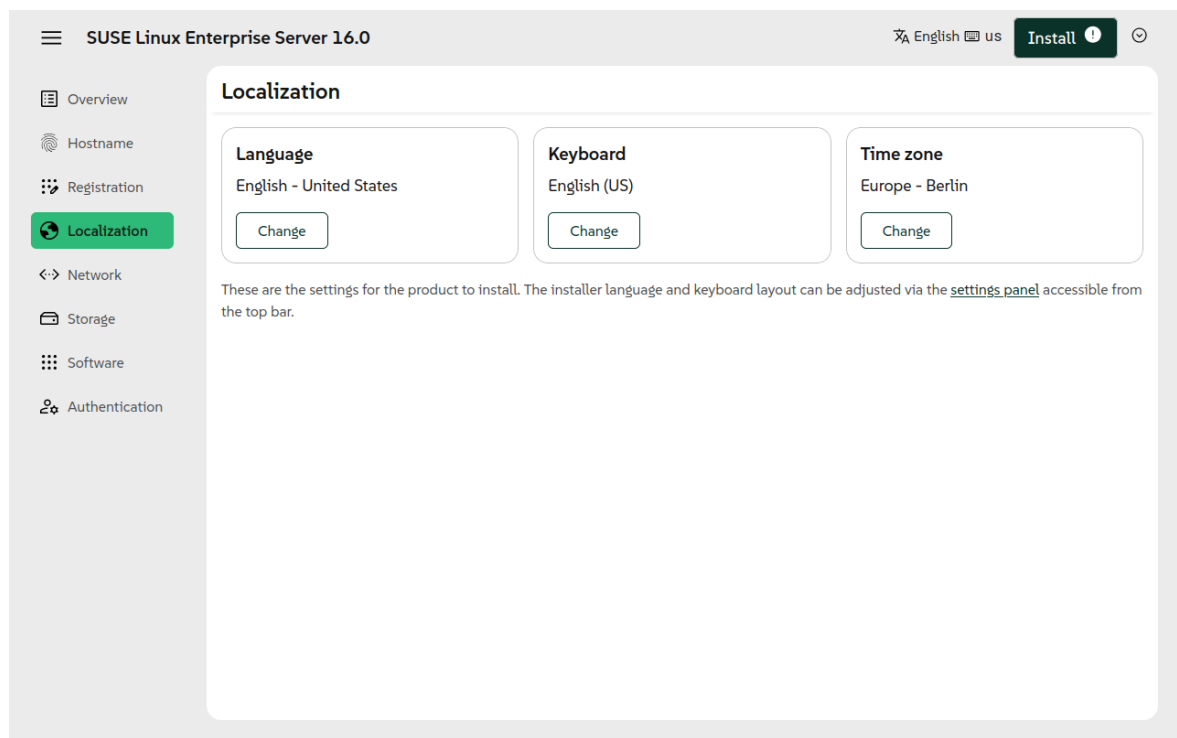 SUSE Linux Enterprise Server 16.0
English us
Install !
Overview
Hostname
Registration
Localization
Network
Storage
Software
Authentication
Localization
Language
English - United States
Change
Keyboard
English (US)
Change
Time zone
Europe - Berlin
Change
These are the settings for the product to install. The installer language and keyboard layout can be adjusted via the settings panel accessible from
the top bar.